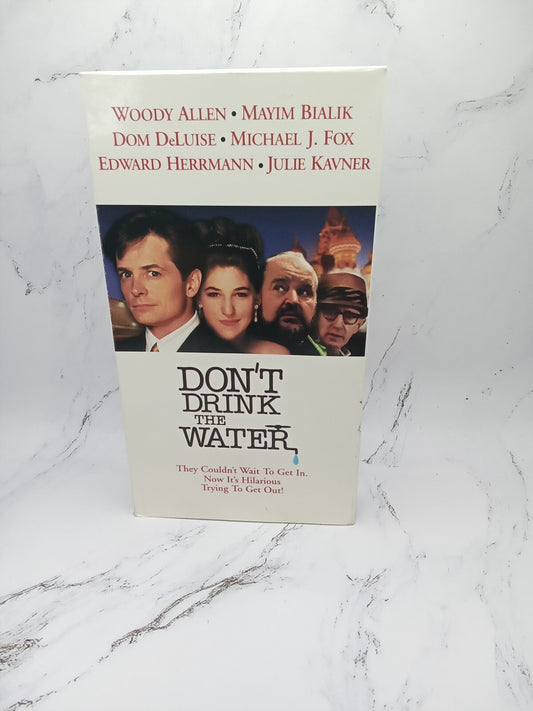 WOODY ALLEN • MAYIM BIALIK
DOM DeLUISE • MICHAEL J. FOX
EDWARD HERRMANN • JULIE KAVNER
DON'T
DRINK
THE
WATER
They Couldn't Wait To Get In.
Now It's Hilarious
Trying To Get Out!